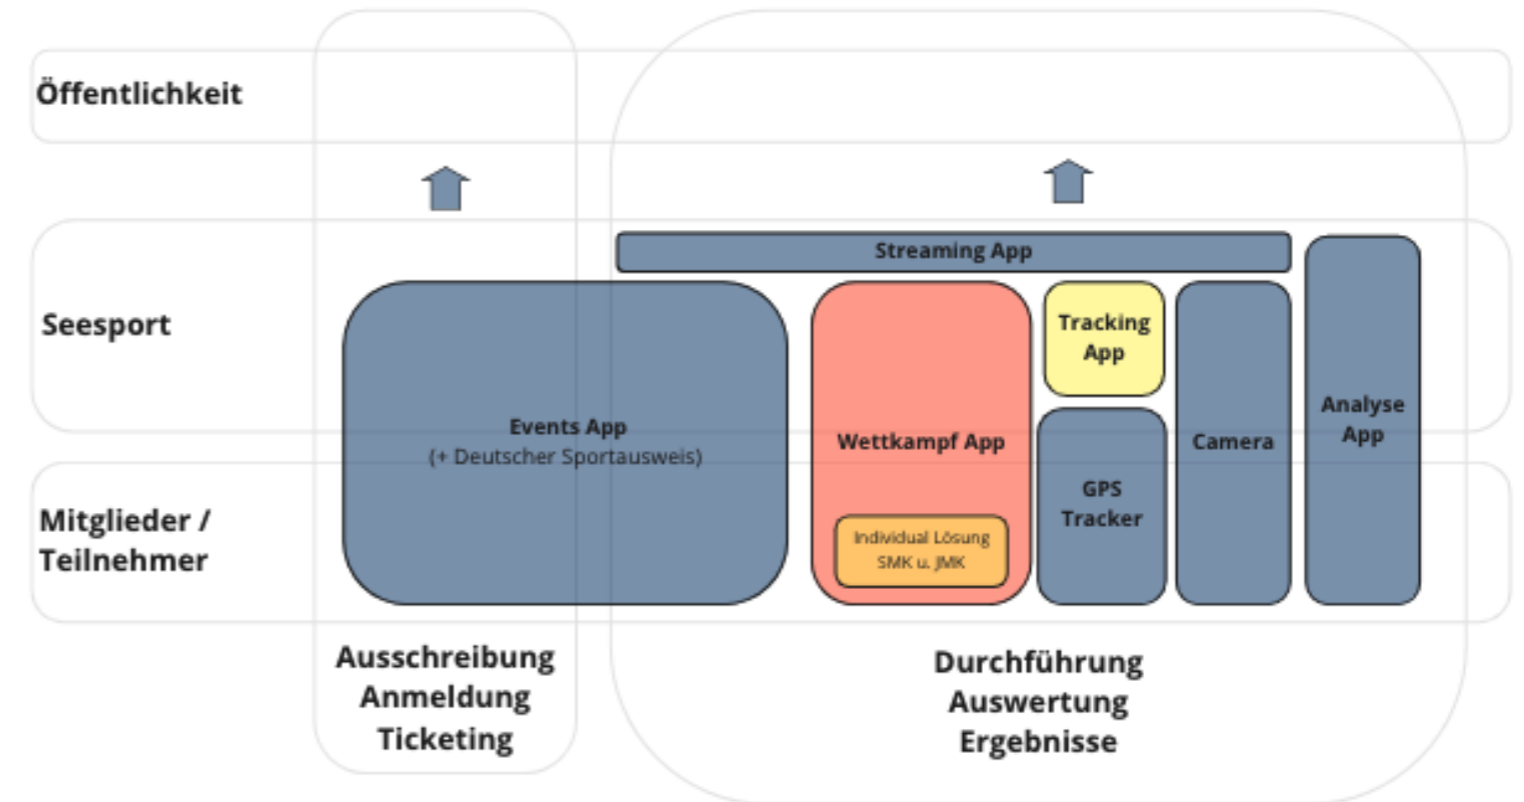 Öffentlichkeit
Streaming App
Seesport
Tracking
App
Events App
(+ Deutscher Sportausweis)
Wettkampf App
Camera
Analyse
App
GPS
Tracker
Mitglieder /
Teilnehmer
Individual Lösung
SMK u. JMK
Ausschreibung
Anmeldung
Ticketing
Durchführung
Auswertung
Ergebnisse